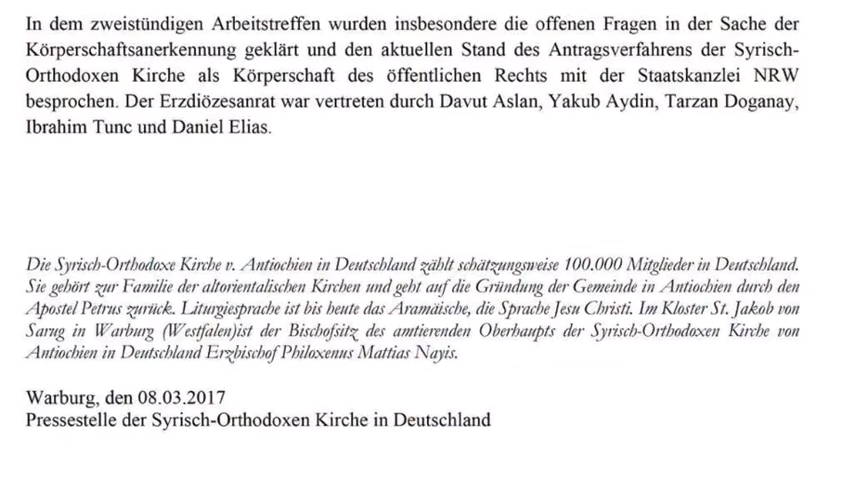 In dem zweistündigen Arbeitstreffen wurden insbesondere die offenen Fragen in der Sache der
Körperschaftsanerkennung geklärt und den aktuellen Stand des Antragsverfahrens der Syrisch-
Orthodoxen Kirche als Körperschaft des öffentlichen Rechts mit der Staatskanzlei NRW
besprochen. Der Erzdiözesanrat war vertreten durch Davut Aslan, Yakub Aydin, Tarzan Doganay,
Ibrahim Tunc und Daniel Elias.
Die Syrisch-Orthodoxe Kirche v. Antiochien in Deutschland zählt schätzungsweise 100.000 Mitglieder in Deutschland.
Sie gehört zur Familie der altorientalischen Kirchen und geht auf die Gründung der Gemeinde in Antiochien durch den
Apostel Petrus zurück. Liturgiesprache ist bis heute das Aramäische, die Sprache Jesu Christi. Im Kloster St. Jakob von
Sarug in Warburg (Westfalen)ist der Bischofsitz des amtierenden Oberhaupts der Syrisch-Orthodoxen Kirche von
Antiochien in Deutschland Erzbischof Philoxenus Mattias Nayis.
Warburg, den 08.03.2017
Pressestelle der Syrisch-Orthodoxen Kirche in Deutschland